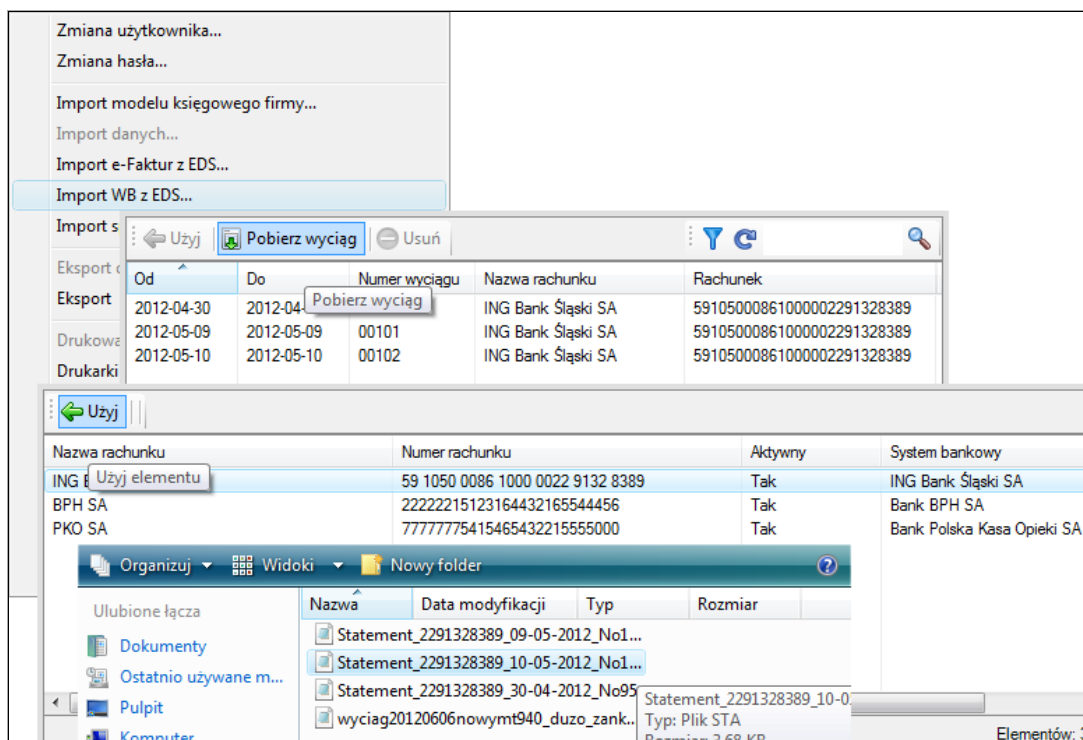 Zmiana użytkownika...
Zmiana hasła...
Import modelu księgowego firmy...
Import danych...
Import e-Faktur z EDS...
Import WB z EDS...
Import s
Eksport
Eksport
Drukowa
Drukarki
Użyj Pobierz wyciąg Usuń
Od Do Numer wyciągu Nazwa rachunku Rachunek
Pobierz wyciąg
2012-04-30 2012-04- ING Bank Śląski SA 59105000861000002291328389
2012-05-09 2012-05-09 00101 ING Bank Śląski SA 59105000861000002291328389
2012-05-10 2012-05-10 00102 ING Bank Śląski SA 59105000861000002291328389
Użyj
Nazwa rachunku Numer rachunku Aktywny System bankowy
Użyj elementu
ING 59 1050 0086 1000 0022 9132 8389 Tak ING Bank Śląski SA
BPH SA 22222215123164432165544456 Tak Bank BPH SA
PKO SA 77777775415465432215555000 Tak Bank Polska Kasa Opieki SA
Organizuj Widoki Nowy folder
Ulubione łącza
Dokumenty
Ostatnio używane m...
Pulpit
Komputer
Nazwa Data modyfikacji Typ Rozmiar
Statement_2291328389_09-05-2012_No1...
Statement_2291328389_10-05-2012_No1...
Statement_2291328389_30-04-2012_No95
wyciag20120606nowymt940_duzo_zank...
Statement_2291328389_10-0
Typ: Plik STA
Rozmiar: 3,68 KB
Elementów: 3